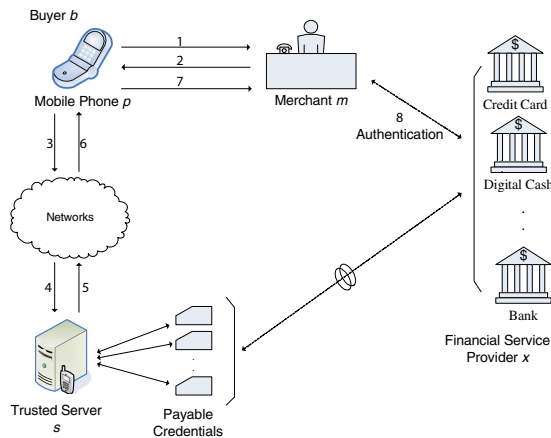 Buyer b
1
2
7
Mobile Phone p
Merchant m
$
Credit Card
8
Authentication
3
6
$
Digital Cash
Networks
.
.
.
4
5
$
Bank
Financial Service
Provider x
Trusted Server
s
.
.
Payable
Credentials